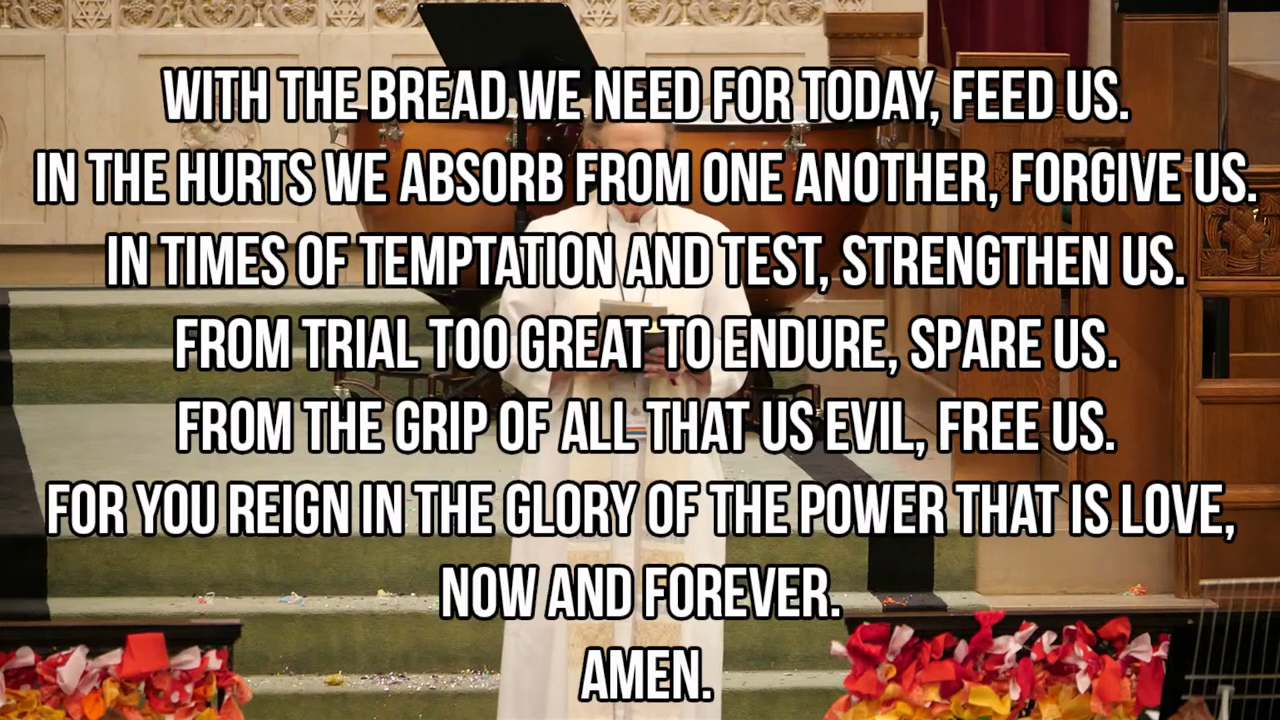 WITH THE BREAD WE NEED FOR TODAY, FEED US.
IN THE HURTS WE ABSORB FROM ONE ANOTHER, FORGIVE US.
IN TIMES OF TEMPTATION AND TEST, STRENGTHEN US.
FROM TRIAL TOO GREAT TO ENDURE, SPARE US.
FROM THE GRIP OF ALL THAT US EVIL, FREE US.
FOR YOU REIGN IN THE GLORY OF THE POWER THAT IS LOVE,
NOW AND FOREVER.
AMEN.